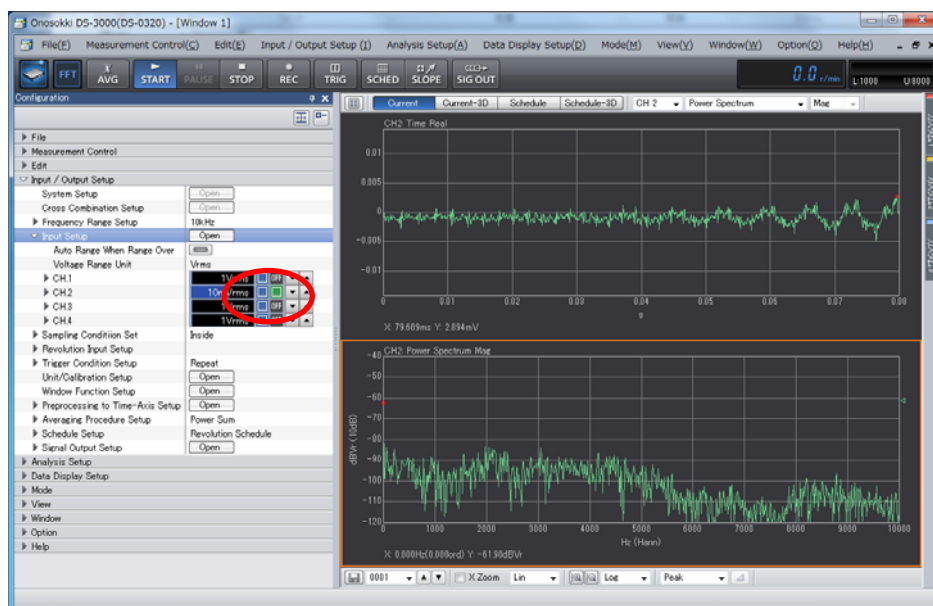 Onosokki DS-3000(DS-0320) - [Window 1]
File(F) Measurement Control(C) Edit(E) Input / Output Setup (I) Analysis Setup(A) Data Display Setup(D) Mode(M) View(V) Window(W) Option(O) Help(H)
FFT AVG START PAUSE STOP REC TRIG SCHED SLOPE SIG OUT 0.0 r/min L:1000 U:8000
Configuration
Current Current-3D Schedule Schedule-3D CH 2 Power Spectrum Mag
File
Measurement Control
Edit
Input / Output Setup
System Setup Open
Cross Combination Setup Open
Frequency Range Setup 10kHz
Input Setup Open
Auto Range When Range Over
Voltage Range Unit Vrms
CH.1 1Vrms OFF
CH.2
CH.3 1Vrms OFF
CH.4 1Vrms
Sampling Condition Set Inside
Revolution Input Setup
Trigger Condition Setup Repeat
Unit/Calibration Setup Open
Window Function Setup Open
Preprocessing to Time-Axis Setup Open
Averaging Procedure Setup Power Sum
Schedule Setup Revolution Schedule
Signal Output Setup Open
Analysis Setup
Data Display Setup
Mode
View
Window
Option
Help
CH2: Time Real
0.01
0.005
0
-0.005
-0.01
0 0.01 0.02 0.03 0.04 0.05 0.06 0.07 0.08
s
X: 79.609ms Y: 2.894mV
CH2: Power Spectrum Mag
-40
-50
-60
-70
-80
-90
-100
-110
-120
dBVr (10dB)
0 1000 2000 3000 4000 5000 6000 7000 8000 9000 10000
Hz (Hann)
X: 0.000Hz(0.000ord) Y: -61.90dBVr
0001 X Zoom Lin Log Peak